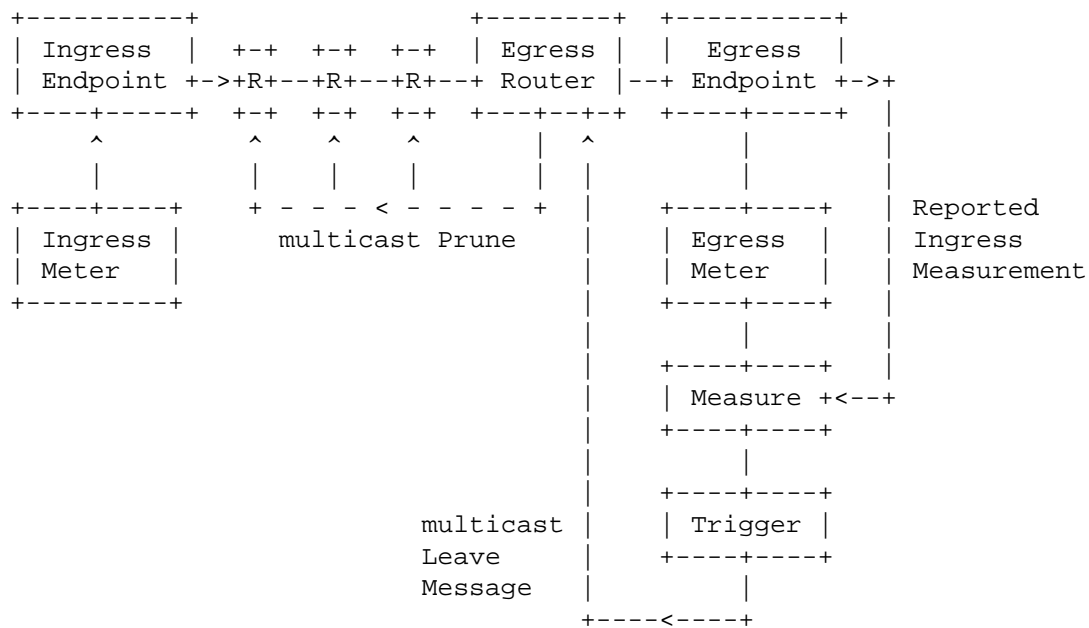 Ingress
Endpoint
R
R
R
Egress
Router
Egress
Endpoint
multicast Prune
Ingress
Meter
Egress
Meter
Reported
Ingress
Measurement
Measure
Trigger
multicast
Leave
Message